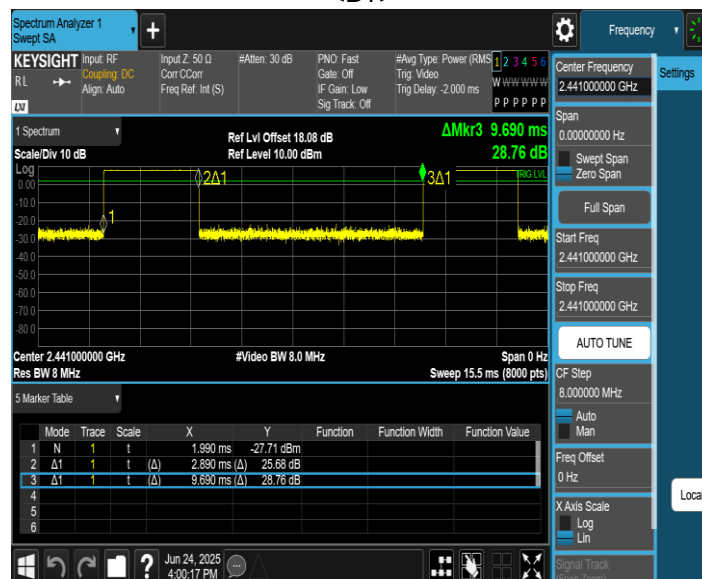 Spectrum Analyzer 1
Swept SA
+
Frequency
KEYSIGHT
RL
LXI
Input: RF
Coupling: DC
Align: Auto
Input Z: 50 Ω
Corr CCorr
Freq Ref: Int (S)
#Atten: 30 dB
PNO: Fast
Gate: Off
IF Gain: Low
Sig Track: Off
#Avg Type: Power (RMS
Trig: Video
Trig Delay: -2.000 ms
1 2 3 4 5 6
W W W W W W
P P P P P P
1 Spectrum
Scale/Div 10 dB
Ref Lvl Offset 18.08 dB
Ref Level 10.00 dBm
ΔMkr3 9.690 ms
28.76 dB
Log
0.00
-10.0
-20.0
-30.0
-40.0
-50.0
-60.0
-70.0
-80.0
1
2Δ1
3Δ1
TRIG LVL
Center 2.441000000 GHz
Res BW 8 MHz
#Video BW 8.0 MHz
Span 0 Hz
Sweep 15.5 ms (8000 pts)
5 Marker Table
Mode Trace Scale X Y Function Function Width Function Value
1 N 1 t 1.990 ms -27.71 dBm
2 Δ1 1 t (Δ) 2.890 ms (Δ) 25.68 dB
3 Δ1 1 t (Δ) 9.690 ms (Δ) 28.76 dB
4
5
6
?
Jun 24, 2025
4:00:17 PM
Center Frequency
2.441000000 GHz
Span
0.00000000 Hz
Swept Span
Zero Span
Full Span
Start Freq
2.441000000 GHz
Stop Freq
2.441000000 GHz
AUTO TUNE
CF Step
8.000000 MHz
Auto
Man
Freq Offset
0 Hz
X Axis Scale
Log
Lin
Signal Track
(Span Zoom)
Settings
Local